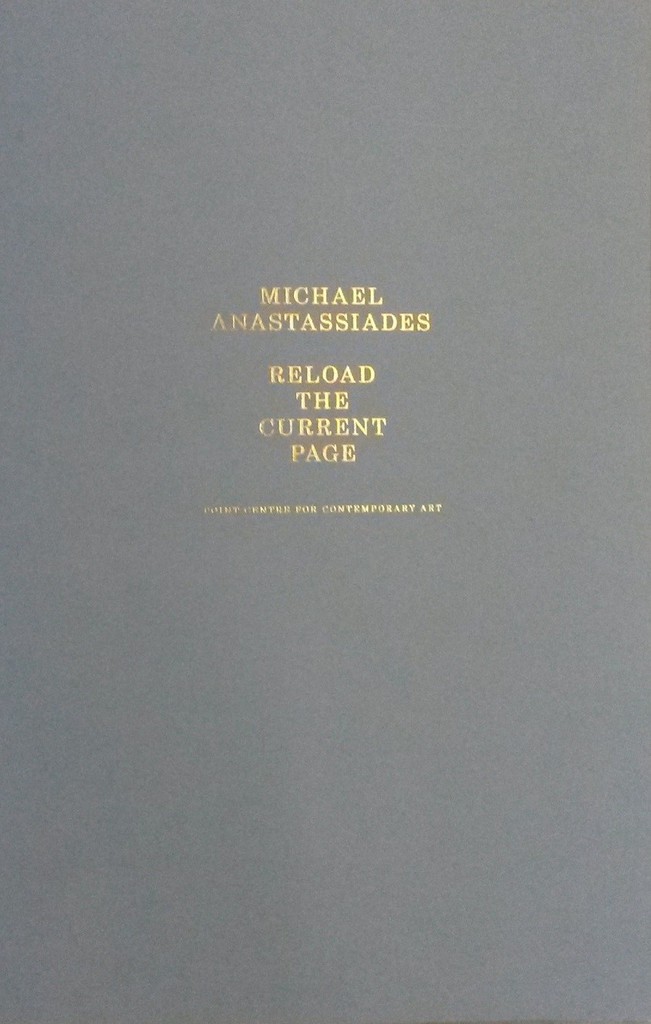 MICHAEL
ANASTASSIADES
RELOAD
THE
CURRENT
PAGE
POINT CENTRE FOR CONTEMPORARY ART